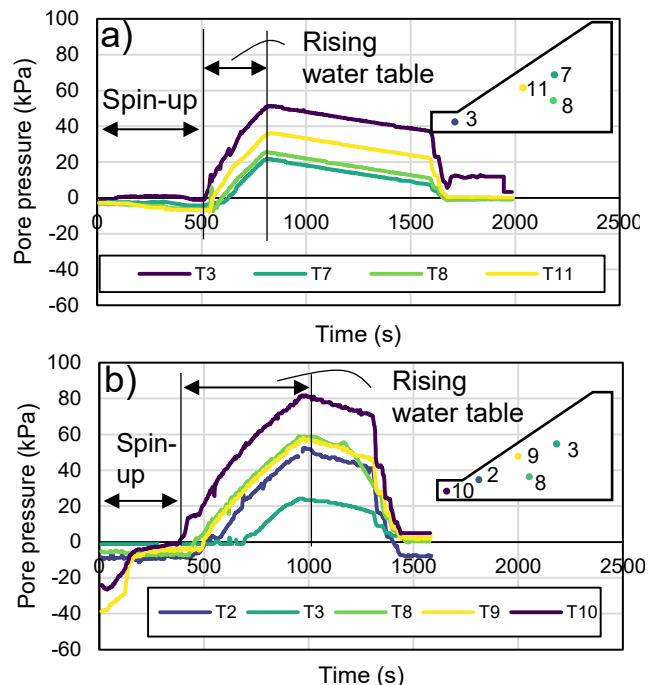 a)
Pore pressure (kPa)
100
80
60
40
20
0
-20
-40
-60
Spin-up
Rising
water table
7
11
8
3
0
500
1000
1500
2000
2500
T3 T7 T8 T11
Time (s)
b)
Pore pressure (kPa)
100
80
60
40
20
0
-20
-40
-60
Spin-
up
Rising
water table
9
3
2
8
10
0
500
1000
1500
2000
2500
T2 T3 T8 T9 T10
Time (s)